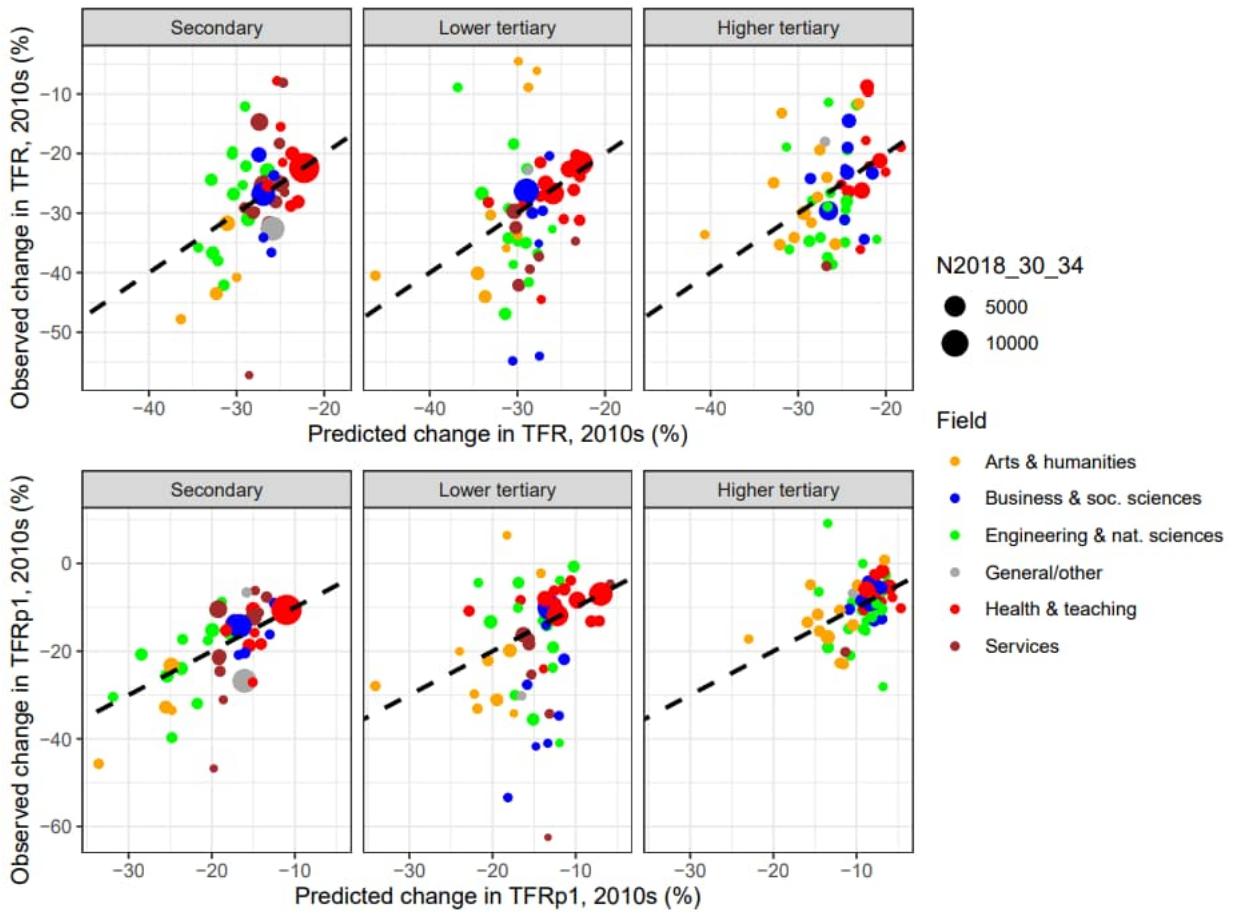 Observed change in TFR, 2010s (%)
Secondary
Lower tertiary
Higher tertiary
−10
−20
−30
−40
−50
−40
−30
−20
−40
−30
−20
−40
−30
−20
Predicted change in TFR, 2010s (%)
Observed change in TFRp1, 2010s (%)
Secondary
Lower tertiary
Higher tertiary
0
−20
−40
−60
−30
−20
−10
−30
−20
−10
−30
−20
−10
Predicted change in TFRp1, 2010s (%)
N2018_30_34
5000
10000
Field
Arts & humanities
Business & soc. sciences
Engineering & nat. sciences
General/other
Health & teaching
Services